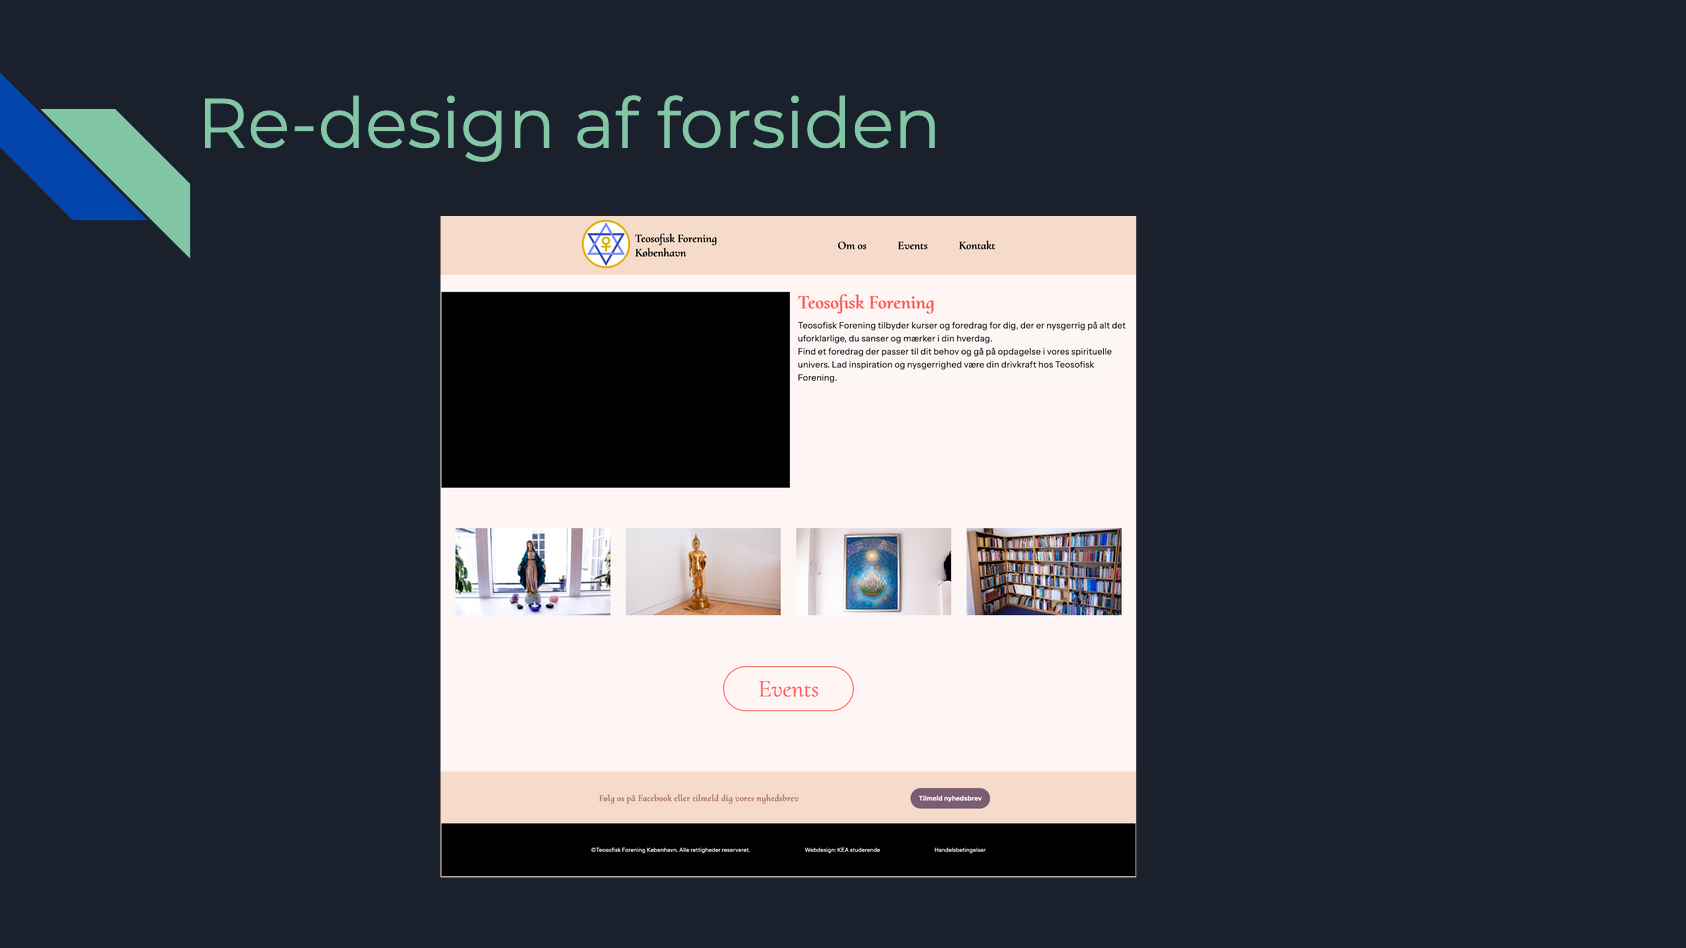 Re-design af forsiden
Teosofisk Forening
København
Om os
Events
Kontakt
Teosofisk Forening
Teosofisk Forening tilbyder kurser og foredrag for dig, der er nysgerrig på alt det
uforklarlige, du sanser og mærker i din hverdag.
Find et foredrag der passer til dit behov og gå på opdagelse i vores spirituelle
univers. Lad inspiration og nysgerrighed være din drivkraft hos Teosofisk
Forening.
Events
Følg os på Facebook eller tilmeld dig vores nyhedsbrev
Tilmeld nyhedsbrev
©Teosofisk Forening København. Alle rettigheder reserveret.
Webdesign: KEA studerende
Handelsbetingelser